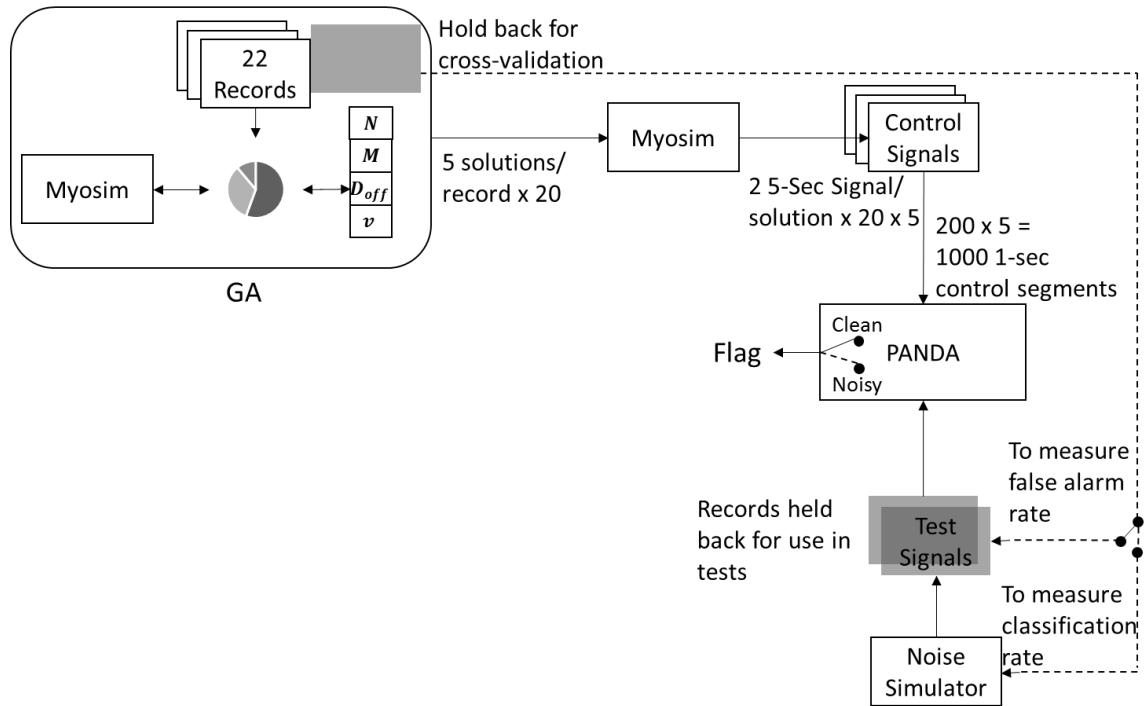 22
Records
Hold back for
cross-validation
Myosim
N
M
D_off
v
GA
5 solutions/
record x 20
Myosim
Control
Signals
2 5-Sec Signal/
solution x 20 x 5
200 x 5 =
1000 1-sec
control segments
Flag
Clean
PANDA
Noisy
Records held
back for use in
tests
Test
Signals
To measure
false alarm
rate
To measure
classification
rate
Noise
Simulator